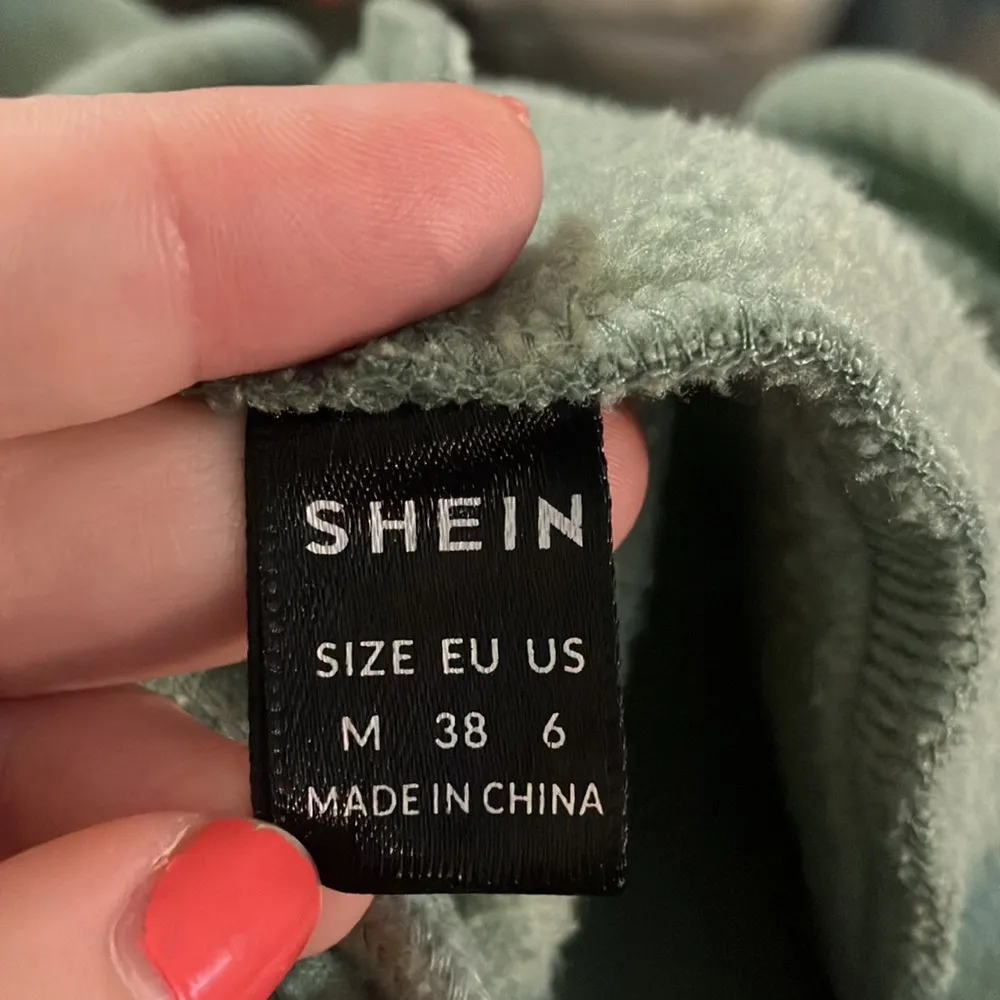 SHEIN
SIZE EU US
M 38 6
MADE IN CHINA